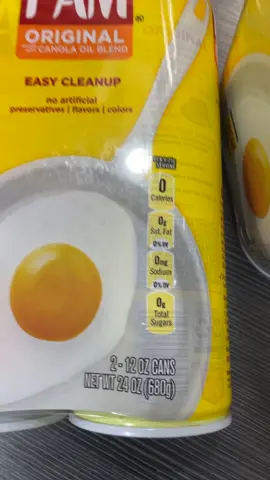 PAM®
ORIGINAL
CANOLA OIL BLEND
EASY CLEANUP
no artificial
preservatives | flavors | colors
0
Calories
0g
Sat. Fat
0% DV
0mg
Sodium
0% DV
0g
Total
Sugars
2 - 12 OZ CANS
NET WT 24 OZ (680g)